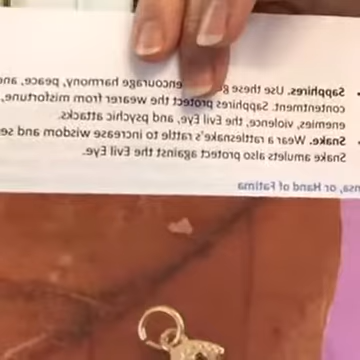 • Sapphires. Use these g encourage harmony, peace, and
contentment. Sapphires protect the wearer from misfortune,
enemies, violence, the Evil Eye, and psychic attacks.
• Snake. Wear a rattlesnake's rattle to increase wisdom and se
Snake amulets also protect against the Evil Eye.
nsa, or Hand of Fatima